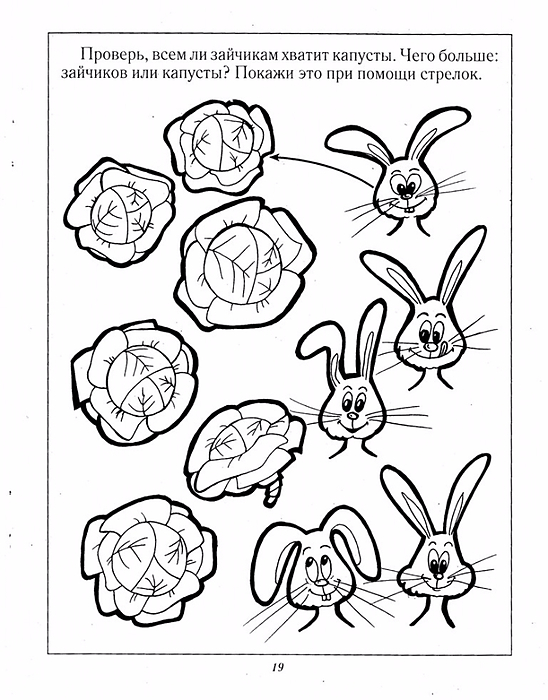 Проверь, всем ли зайчикам хватит капусты. Чего больше:
зайчиков или капусты? Покажи это при помощи стрелок.
19